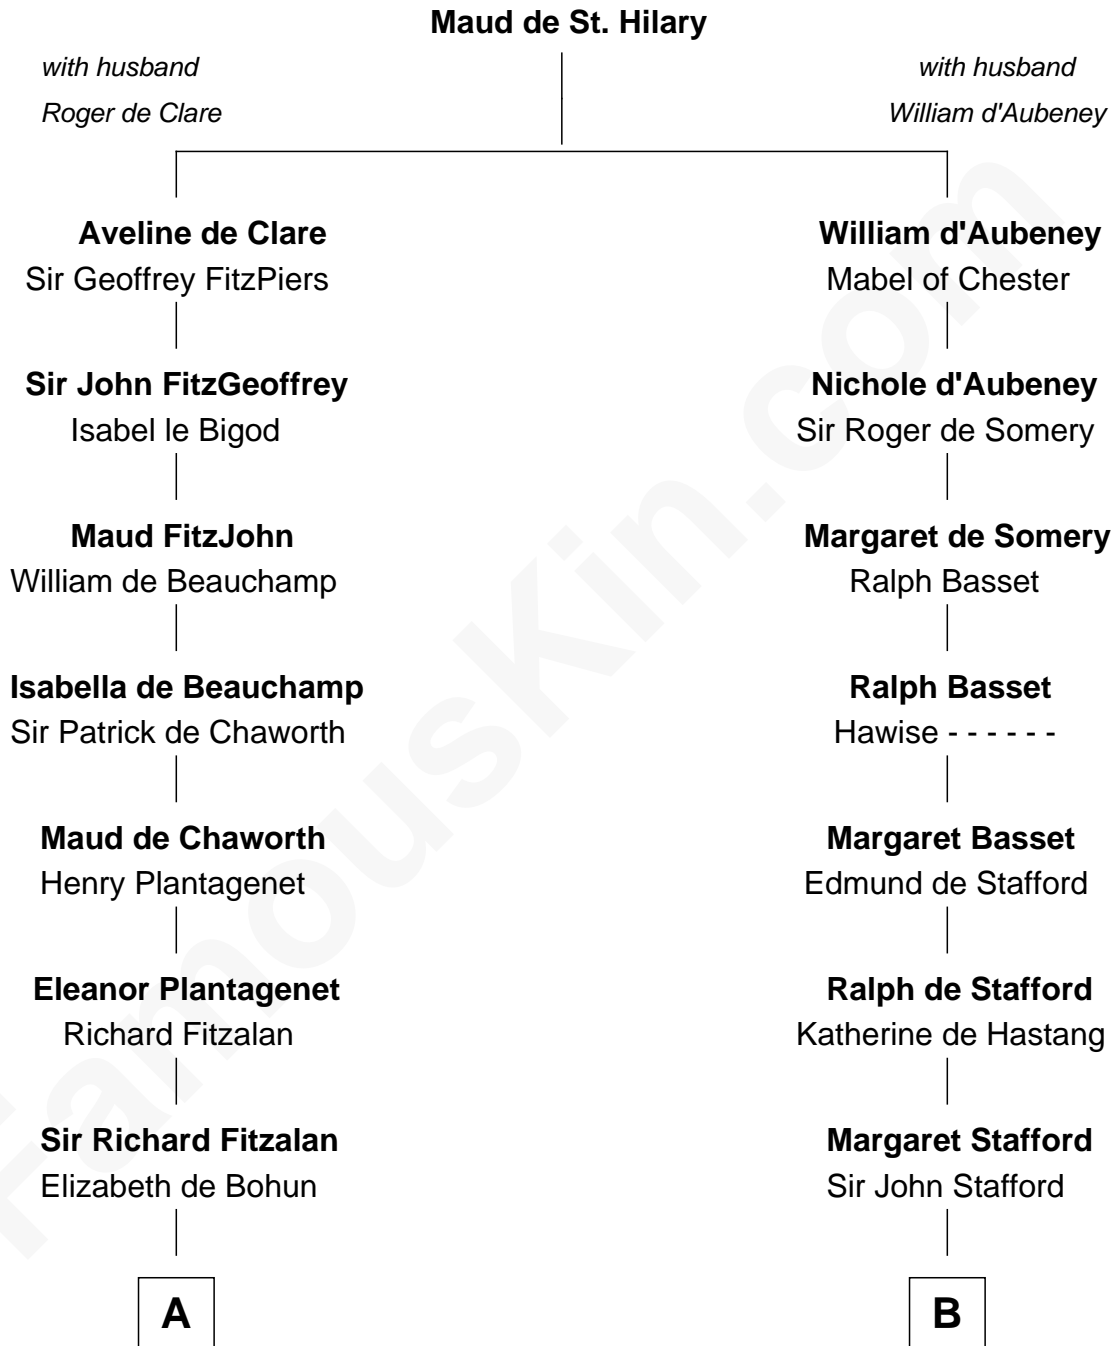 Maud de St. Hilary
with husband
Roger de Clare
with husband
William d'Aubeney
Aveline de Clare
Sir Geoffrey FitzPiers
William d'Aubeney
Mabel of Chester
Sir John FitzGeoffrey
Isabel le Bigod
Nichole d'Aubeney
Sir Roger de Somery
Maud FitzJohn
William de Beauchamp
Margaret de Somery
Ralph Basset
Isabella de Beauchamp
Sir Patrick de Chaworth
Ralph Basset
Hawise - - - - - -
Maud de Chaworth
Henry Plantagenet
Margaret Basset
Edmund de Stafford
Eleanor Plantagenet
Richard Fitzalan
Ralph de Stafford
Katherine de Hastang
Sir Richard Fitzalan
Elizabeth de Bohun
Margaret Stafford
Sir John Stafford
A
B
FamousKin.com